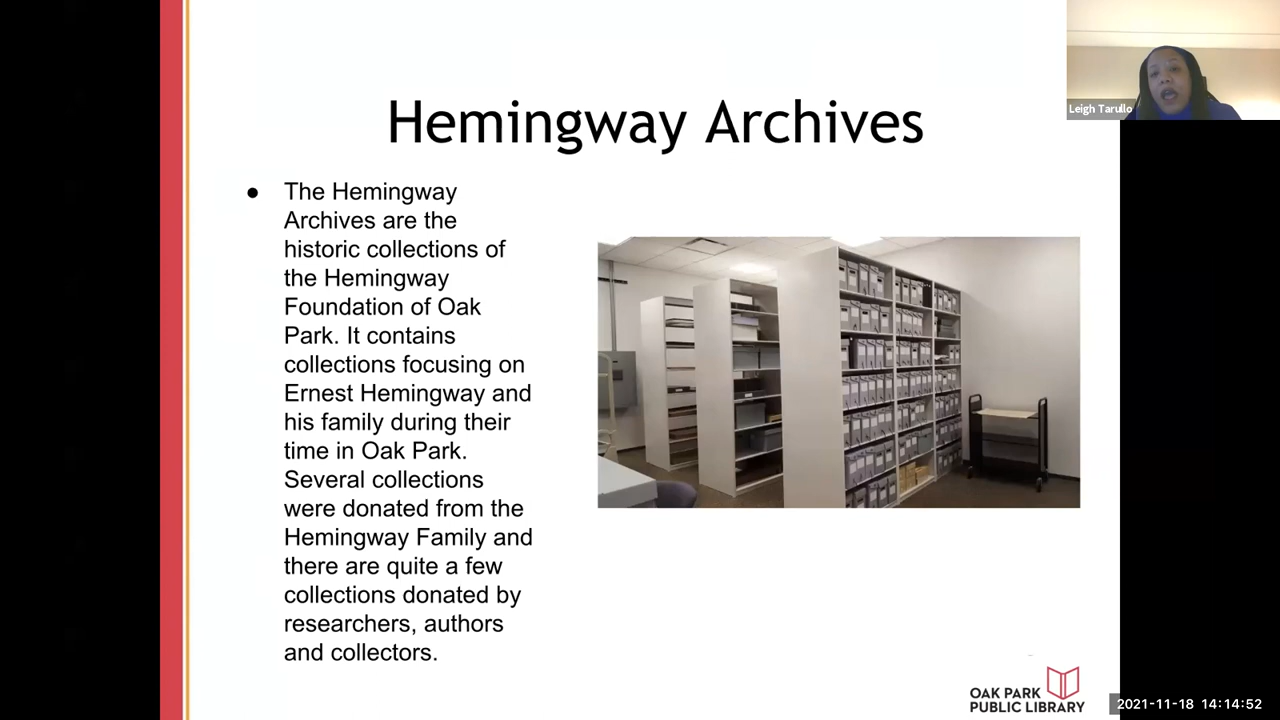 Hemingway Archives
● The Hemingway
Archives are the
historic collections of
the Hemingway
Foundation of Oak
Park. It contains
collections focusing on
Ernest Hemingway and
his family during their
time in Oak Park.
Several collections
were donated from the
Hemingway Family and
there are quite a few
collections donated by
researchers, authors
and collectors.
Leigh Tarullo
OAK PARK
PUBLIC LIBRARY
2021-11-18 14:14:52